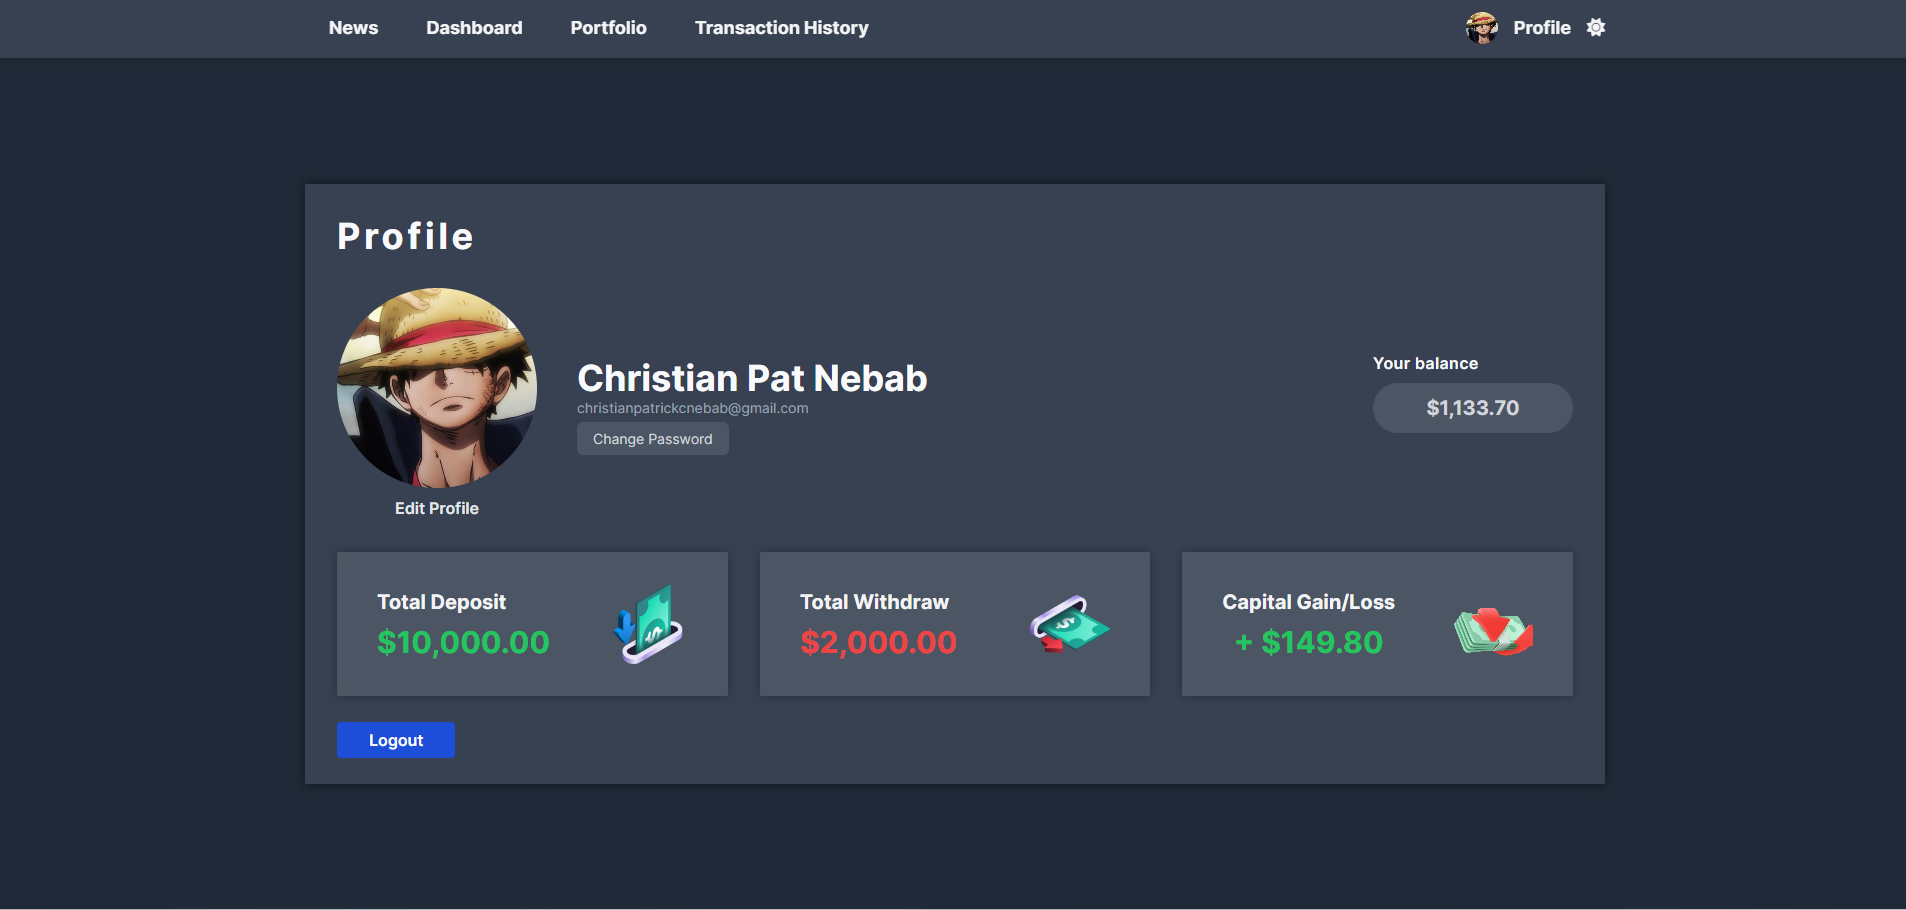 News Dashboard Portfolio Transaction History Profile
Profile
Christian Pat Nebab
christianpatrickcnebab@gmail.com
Change Password
Edit Profile
Your balance
$1,133.70
Total Deposit
$10,000.00
Total Withdraw
$2,000.00
Capital Gain/Loss
+ $149.80
Logout